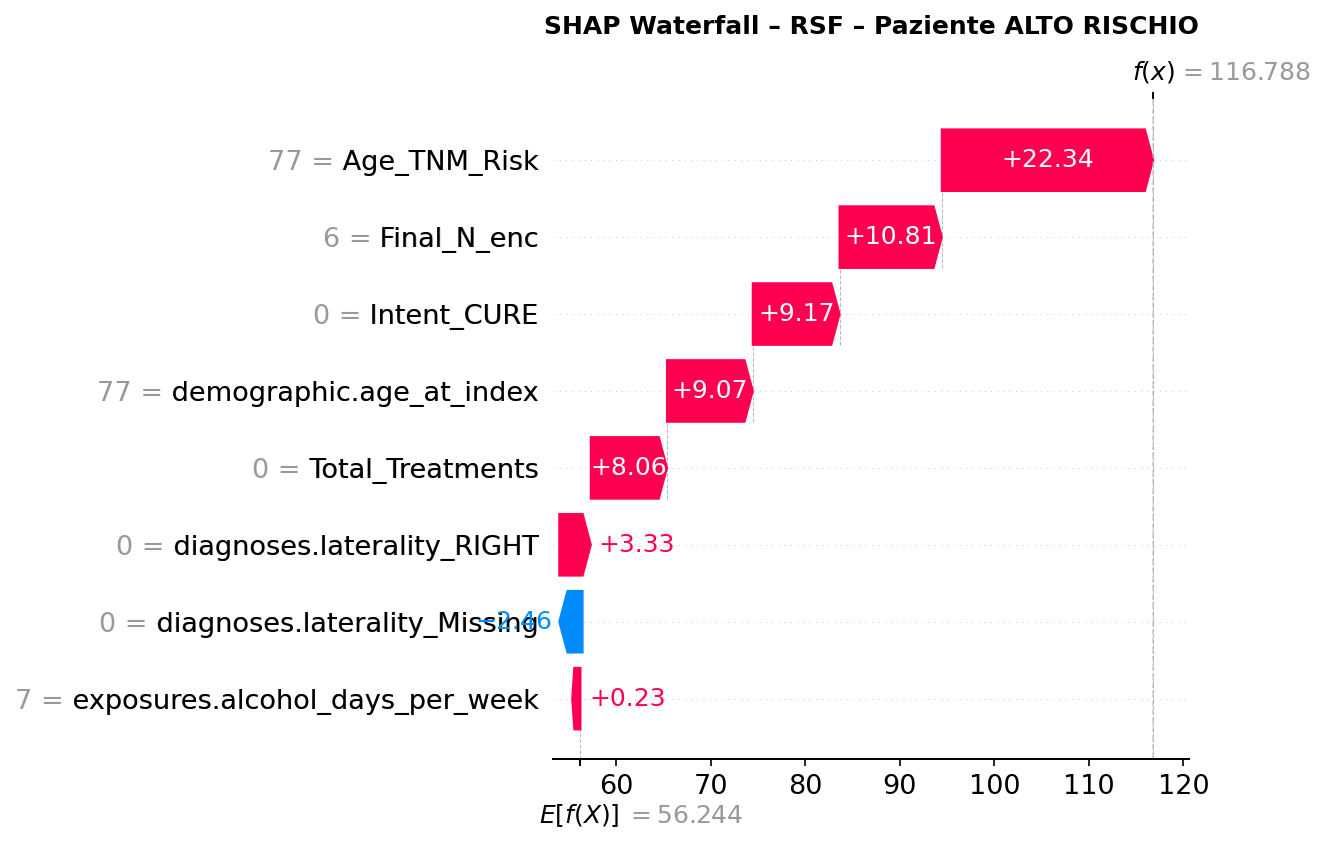 SHAP Waterfall – RSF – Paziente ALTO RISCHIO
f(x) = 116.788
77 = Age_TNM_Risk +22.34
6 = Final_N_enc +10.81
0 = Intent_CURE +9.17
77 = demographic.age_at_index +9.07
0 = Total_Treatments +8.06
0 = diagnoses.laterality_RIGHT +3.33
0 = diagnoses.laterality_Missing −2.46
7 = exposures.alcohol_days_per_week +0.23
60 70 80 90 100 110 120
E[f(X)] = 56.244